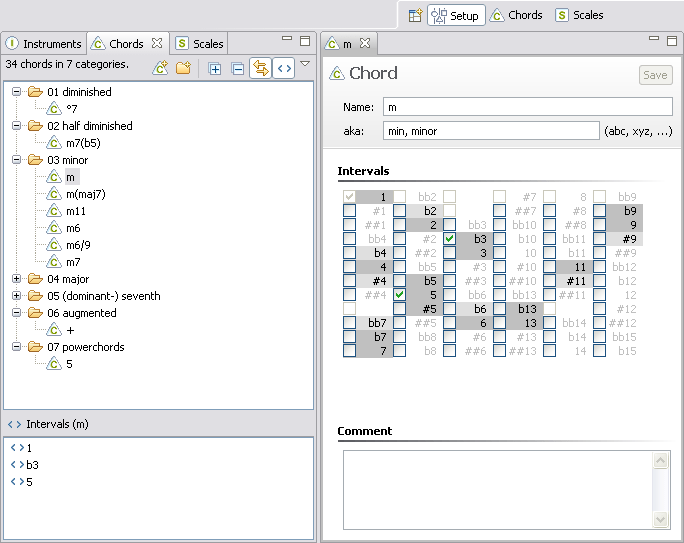 Setup Chords Scales
Instruments Chords Scales
34 chords in 7 categories.
01 diminished
°7
02 half diminished
m7(b5)
03 minor
m
m(maj7)
m11
m6
m6/9
m7
04 major
05 (dominant-) seventh
06 augmented
+
07 powerchords
5
Intervals (m)
1
b3
5
m
Chord
Save
Name: m
aka: min, minor (abc, xyz, ...)
Intervals
1 bb2 #7 8 bb9
#1 b2 ##7 #8 b9
##1 2 bb3 bb10 ##8 9
bb4 #2 b3 b10 bb11 #9
b4 ##2 3 10 b11 ##9
4 bb5 #3 #10 11 bb12
#4 b5 ##3 ##10 #11 b12
##4 5 bb6 bb13 ##11 12
#5 b6 b13 #12
bb7 ##5 6 13 bb14 ##12
b7 bb8 #6 #13 b14 bb15
7 b8 ##6 ##13 14 b15
Comment